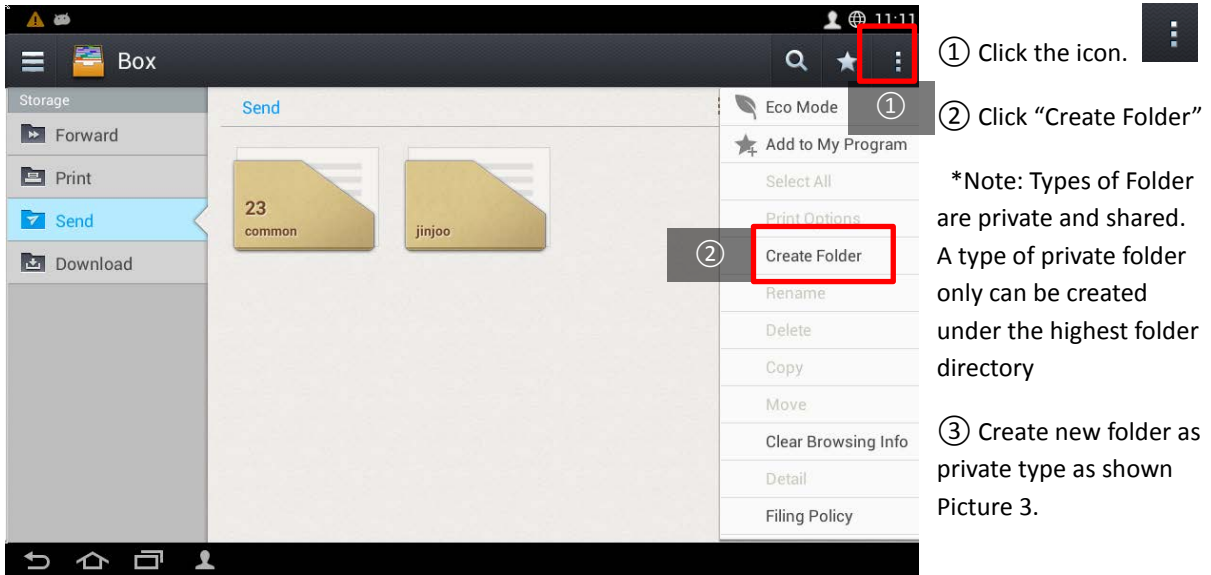 11:11
Box
Storage
Forward
Print
Send
Download
Send
23
common
jinjoo
Eco Mode
Add to My Program
Select All
Print Options
Create Folder
Rename
Delete
Copy
Move
Clear Browsing Info
Detail
Filing Policy
①
②
① Click the icon.
② Click “Create Folder”
*Note: Types of Folder
are private and shared.
A type of private folder
only can be created
under the highest folder
directory
③ Create new folder as
private type as shown
Picture 3.